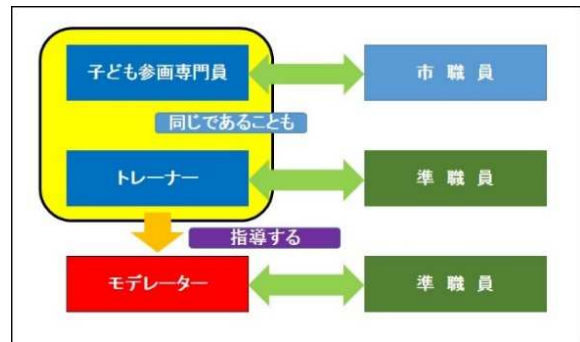 子ども参画専門員
市 職 員
同じであることも
トレーナー
準 職 員
指導する
モデレーター
準 職 員